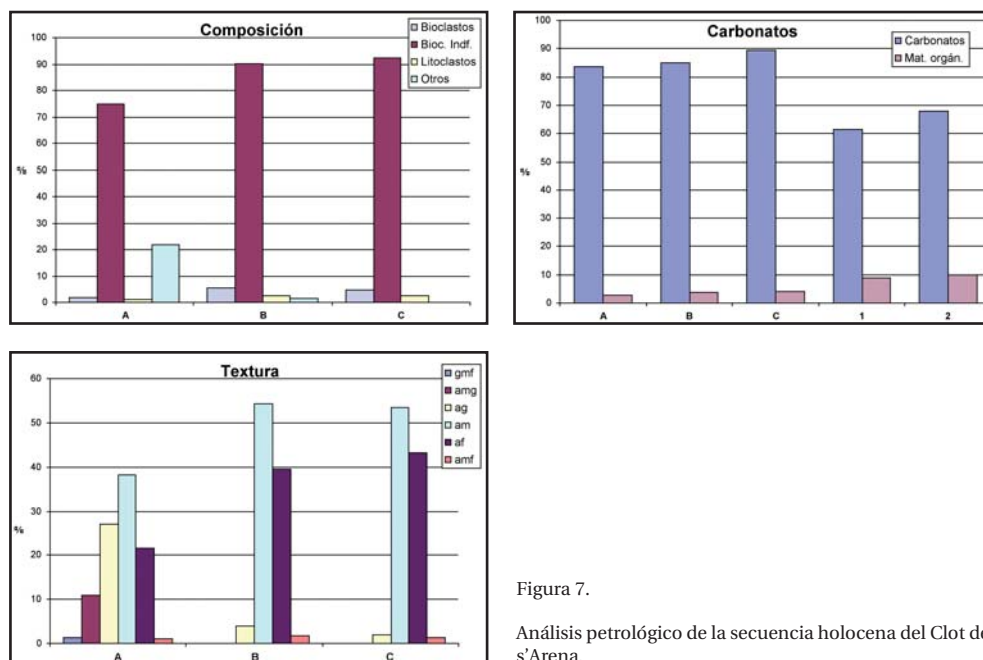 Composición
Bioclastos
Bioc. Indf.
Litoclastos
Otros
100
90
80
70
60
50
40
30
20
10
0
%
A B C
Carbonatos
Carbonatos
Mat. orgán.
100
90
80
70
60
50
40
30
20
10
0
%
A B C 1 2
Textura
gmf
amg
ag
am
af
amf
60
50
40
30
20
10
0
%
A B C
Figura 7.
Análisis petrológico de la secuencia holocena del Clot de
s'Arena